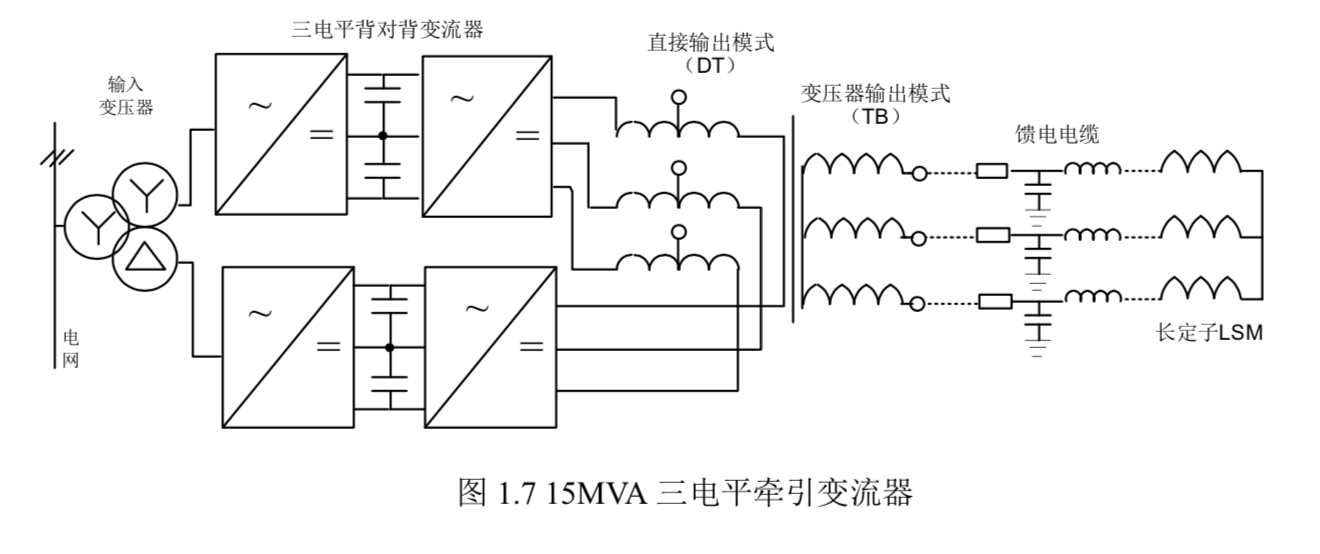 三电平背对背变流器
直接输出模式
（DT）
输入
变压器
变压器输出模式
（TB）
馈电电缆
电
网
长定子LSM
图 1.7 15MVA 三电平牵引变流器